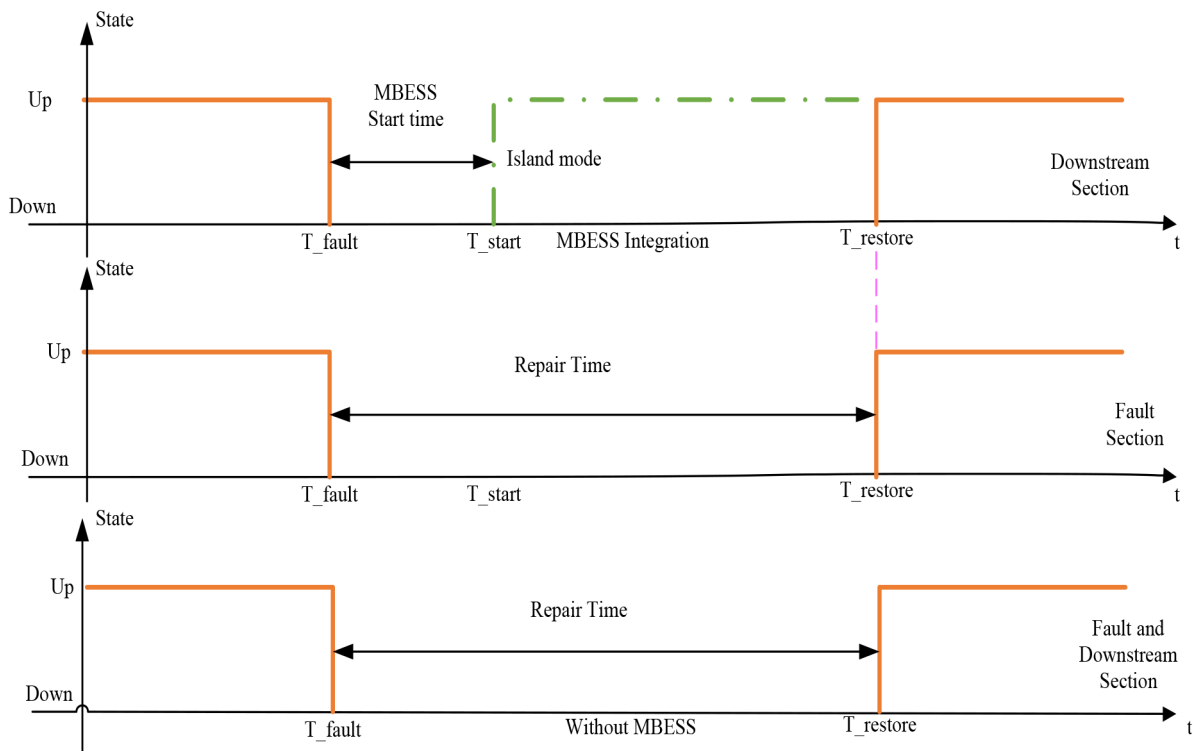 State
Up
MBESS
Start time
Island mode
Downstream
Section
Down
T_fault
T_start
MBESS Integration
T_restore
t
State
Up
Repair Time
Fault
Section
Down
T_fault
T_start
T_restore
t
State
Up
Repair Time
Fault and
Downstream
Section
Down
T_fault
Without MBESS
T_restore
t